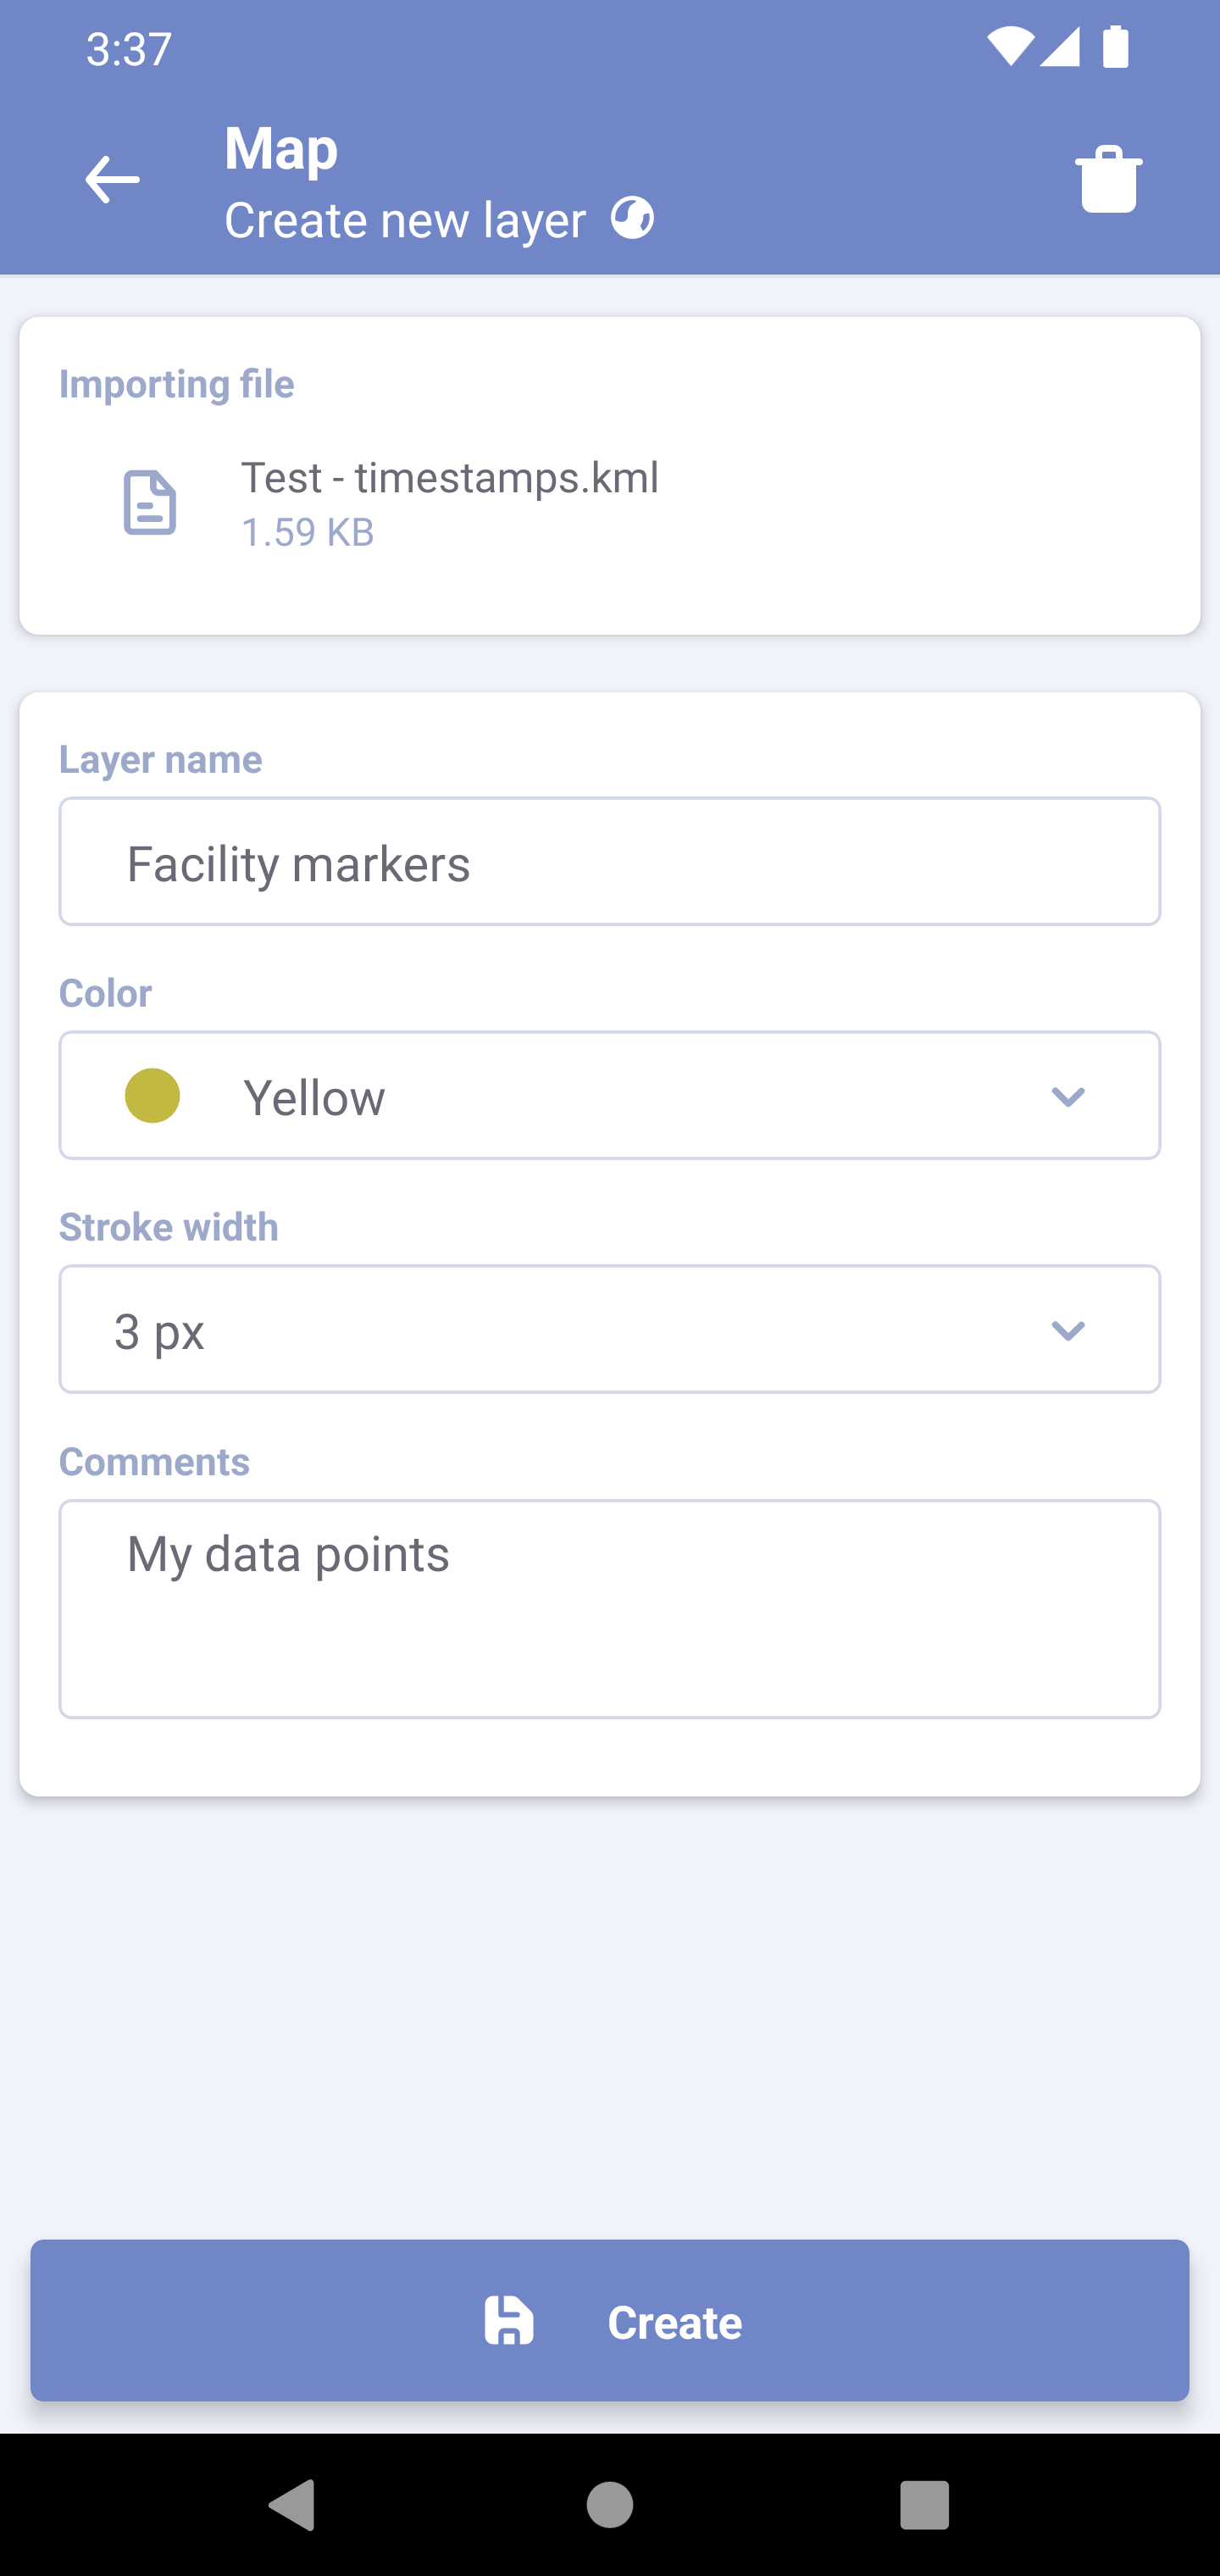 3:37
Map
Create new layer
Importing file
Test - timestamps.kml
1.59 KB
Layer name
Facility markers
Color
Yellow
Stroke width
3 px
Comments
My data points
Create